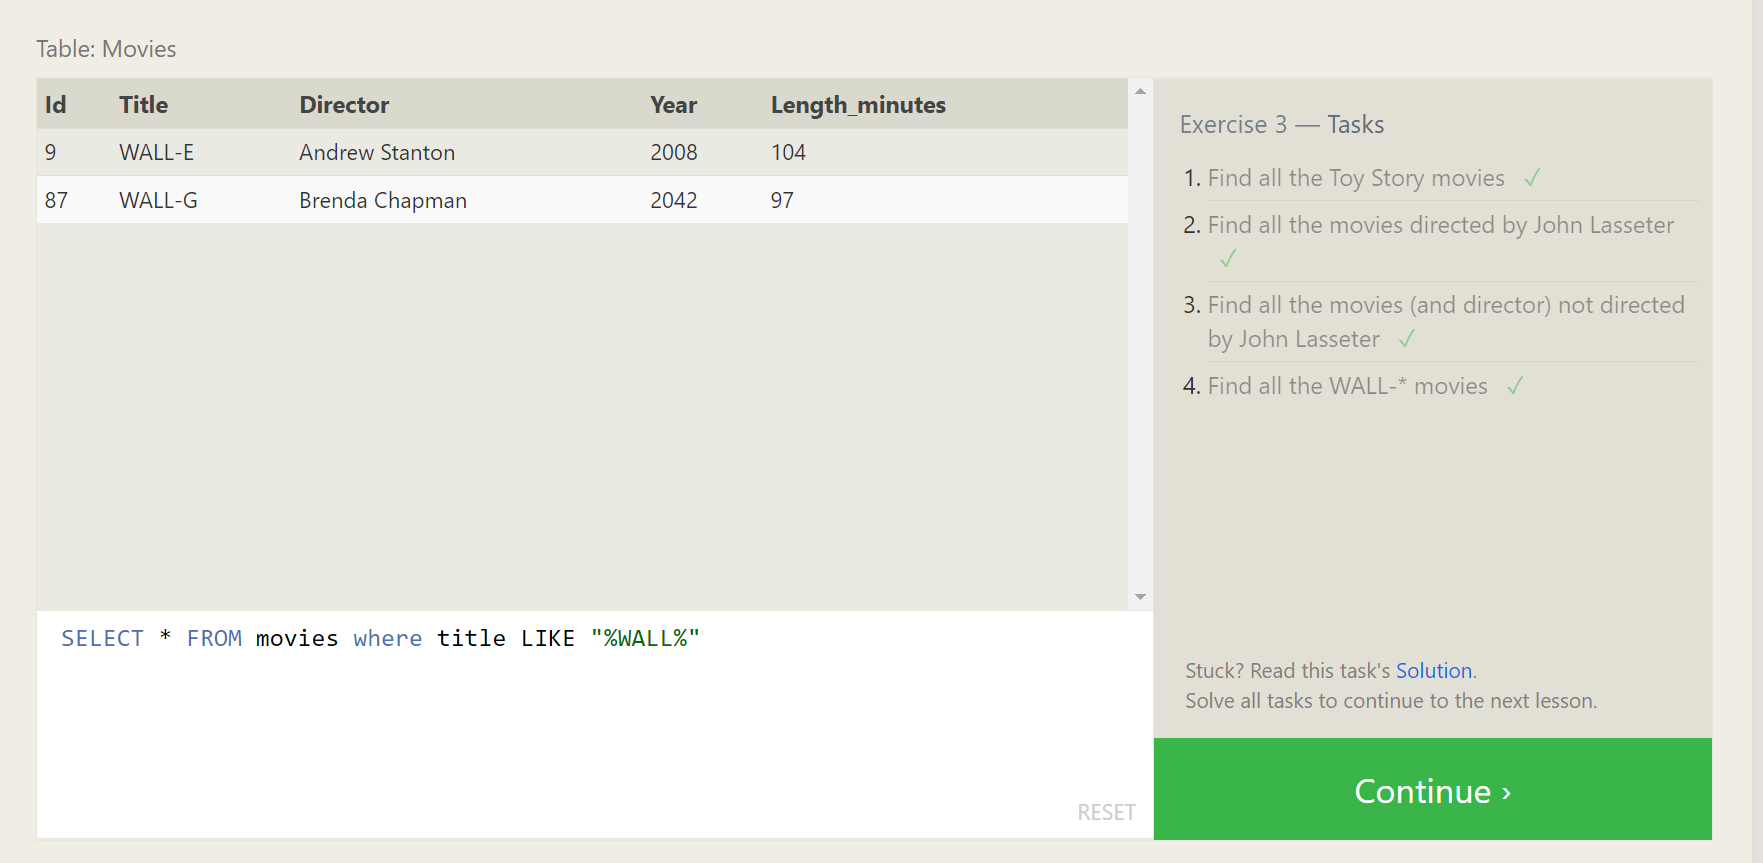 Table: Movies
Id Title Director Year Length_minutes
9 WALL-E Andrew Stanton 2008 104
87 WALL-G Brenda Chapman 2042 97
SELECT * FROM movies where title LIKE "%WALL%"
RESET
Exercise 3 — Tasks
1. Find all the Toy Story movies ✓
2. Find all the movies directed by John Lasseter
✓
3. Find all the movies (and director) not directed
by John Lasseter ✓
4. Find all the WALL-* movies ✓
Stuck? Read this task's Solution.
Solve all tasks to continue to the next lesson.
Continue ›